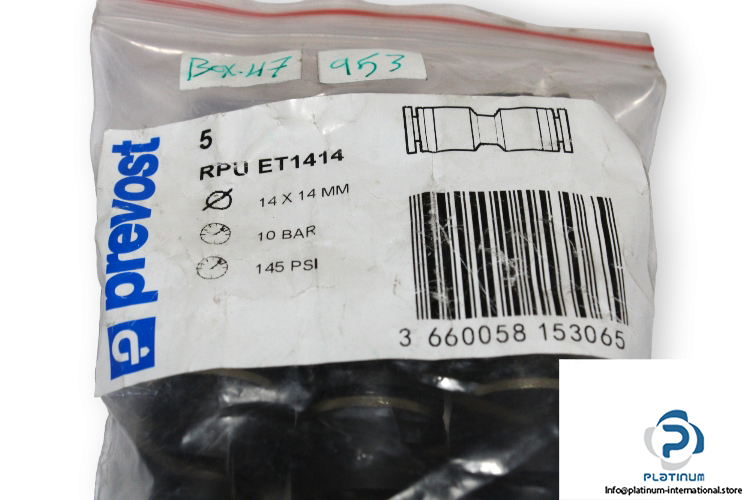 Box.47
953
prevost
5
RPU ET1414
14 X 14 MM
10 BAR
145 PSI
3 660058 153065
PLATINUM
Info@platinum-international.store